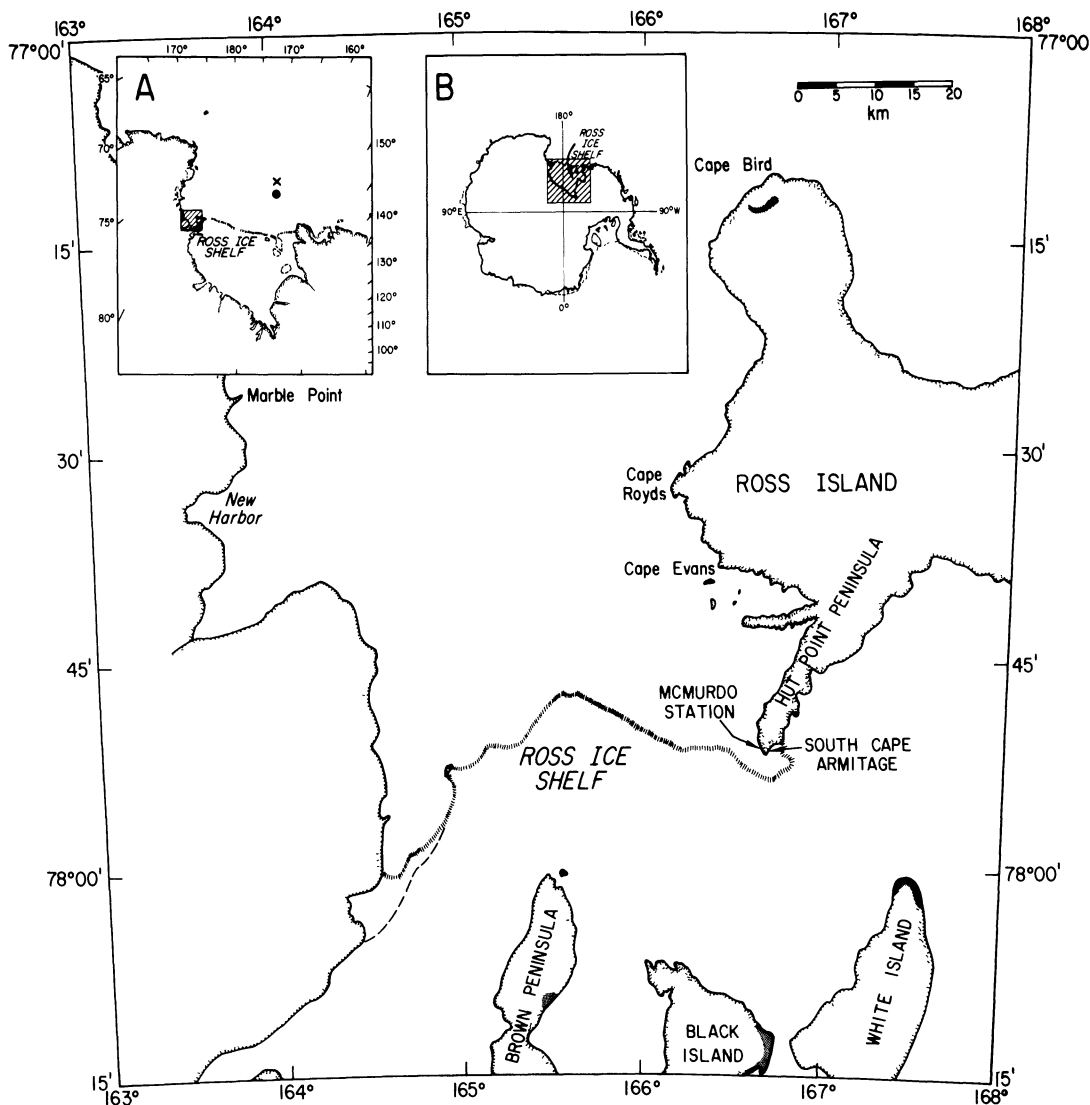 163°
164°
165°
166°
167°
168°
77°00'
77°00
170°
180°
170°
160°
A
65°
70°
75°
80°
150°
140°
130°
120°
110°
100°
ROSS ICE
SHELF
B
180°
ROSS
ICE
SHELF
90°E
90°W
0°
0
5
10
15
20
km
Cape Bird
15'
15'
Marble Point
30'
30'
Cape
Royds
ROSS ISLAND
New
Harbor
Cape Evans
HUT POINT PENINSULA
45'
45'
MCMURDO
STATION
SOUTH CAPE
ARMITAGE
ROSS ICE
SHELF
78°00'
78°00'
BROWN PENINSULA
BLACK
ISLAND
WHITE ISLAND
15'
15'
163°
164°
165°
166°
167°
168°